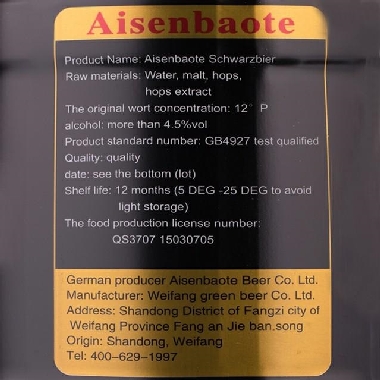 Aisenbaote
Product Name: Aisenbaote Schwarzbier
Raw materials: Water, malt, hops,
hops extract
The original wort concentration: 12° P
alcohol: more than 4.5%vol
Product standard number: GB4927 test qualified
Quality: quality
date: see the bottom (lot)
Shelf life: 12 months (5 DEG -25 DEG to avoid
light storage)
The food production license number:
QS3707 15030705
German producer Aisenbaote Beer Co. Ltd.
Manufacturer: Weifang green beer Co. Ltd.
Address: Shandong District of Fangzi city of
Weifang Province Fang an Jie ban.song
Origin: Shandong, Weifang
Tel: 400-629-1997